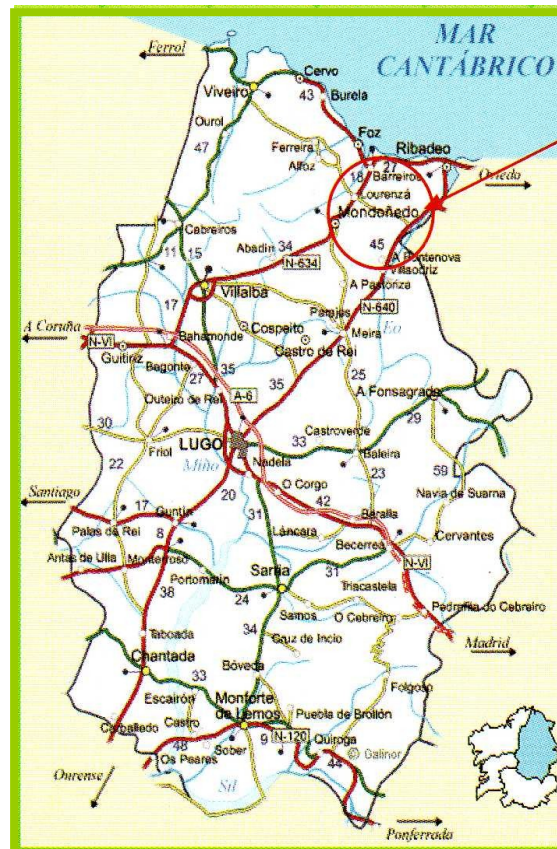 MAR
CANTÁBRICO
Ferrol
Cervo
Viveiro
43
Burela
Foz
Ribadeo
Ourol
47
Ferreira
Alfoz
27
18
Barreiros
Oviedo
Lourenzá
Mondoñedo
Cabreiros
11
15
Abadín
34
N-634
45
A Pontenova
Villaodriz
A Pastoriza
Villalba
17
N-640
Parajes
Meira
Eo
A Coruña
N-VI
Bahamonde
Cospeito
Castro de Rei
Guitiriz
Begonte
27
35
35
25
Outeiro de Rei
A-6
A Fonsagrada
29
30
LUGO
Castroverde
33
Friol
Miño
Nadela
Baleira
22
23
59
Santiago
20
O Corgo
42
Navia de Suarna
17
31
Guntín
Baralla
Palas de Rei
8
Láncara
Cervantes
Antas de Ulla
Monterroso
Becerreá
N-VI
Portomarín
Sarria
31
38
24
Triacastela
Samos
O Cebreiro
Pedrafita do Cebreiro
Taboada
34
Cruz de Incio
Madrid
Chantada
33
Bóveda
Folgoso
Escairón
Monforte
de Lemos
Puebla de Brollón
Carballedo
Castro
N-120
Quiroga
48
9
© Galinor
Os Peares
Sober
44
Ourense
Sil
Ponferrada